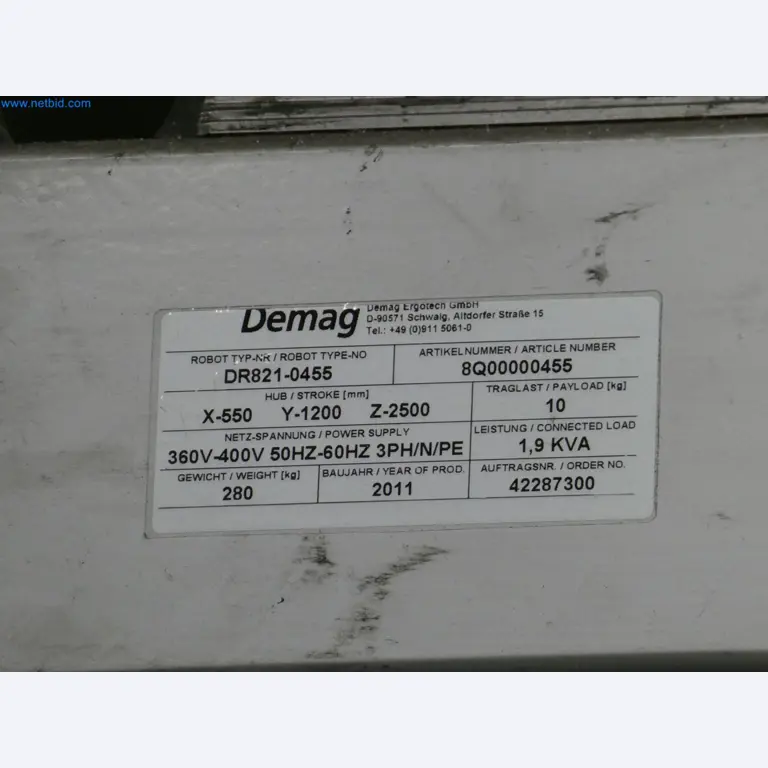 www.netbid.com
Demag
Demag Ergotech GmbH
D-90571 Schwaig, Altdorfer Straße 15
Tel.: +49 (0)911 5061-0
ROBOT TYP-NR / ROBOT TYPE-NO
DR821-0455
ARTIKELNUMMER / ARTICLE NUMBER
8Q00000455
HUB / STROKE [mm]
X-550 Y-1200 Z-2500
TRAGLAST / PAYLOAD [kg]
10
NETZ-SPANNUNG / POWER SUPPLY
360V-400V 50HZ-60HZ 3PH/N/PE
LEISTUNG / CONNECTED LOAD
1,9 KVA
GEWICHT / WEIGHT [kg]
280
BAUJAHR / YEAR OF PROD.
2011
AUFTRAGSNR. / ORDER NO.
42287300